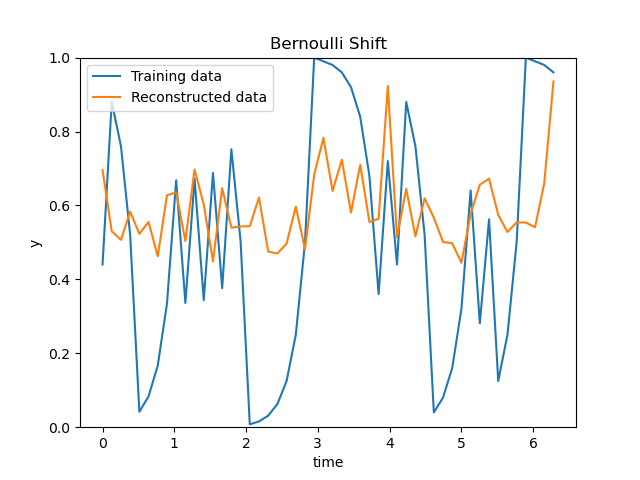 Bernoulli Shift
Training data
Reconstructed data
1.0
0.8
0.6
0.4
0.2
0.0
y
0 1 2 3 4 5 6
time